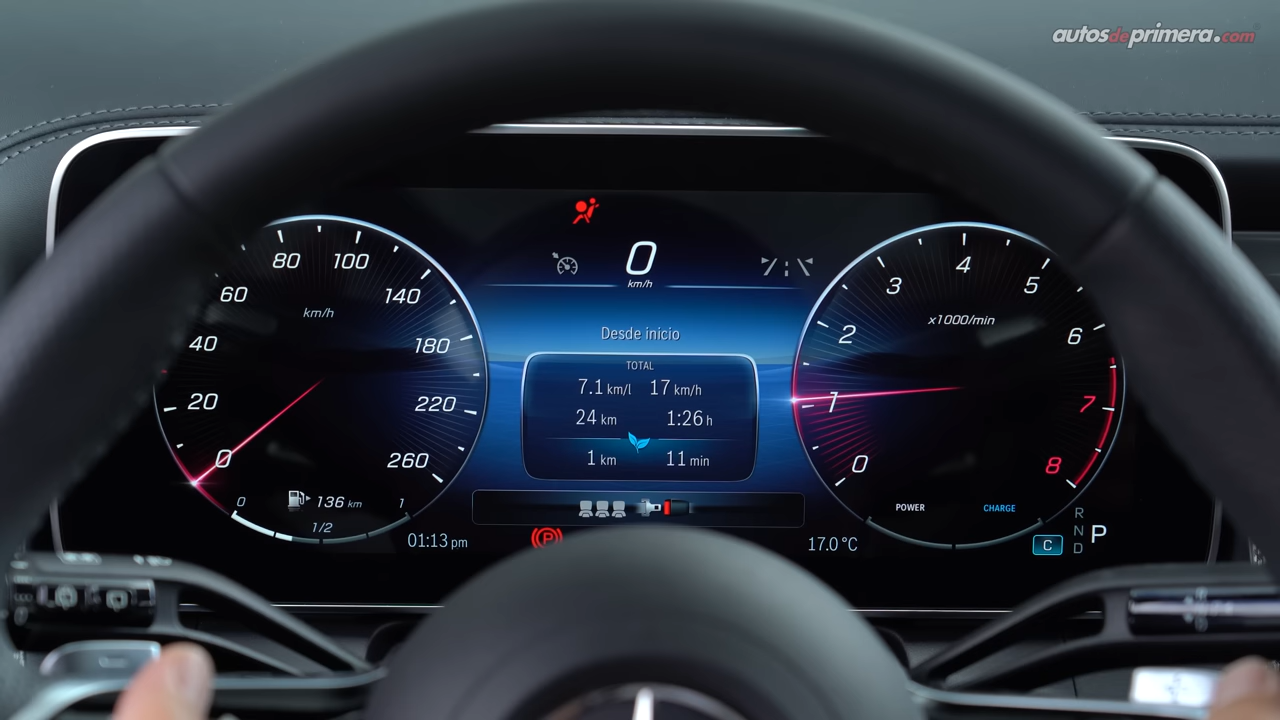 autosdeprimera.com
0
km/h
Desde inicio
TOTAL
7.1 km/l 17 km/h
24 km 1:26 h
1 km 11 min
0 20 40 60 80 100 140 180 220 260
km/h
0 1/2 1
136 km
01:13 pm
0 1 2 3 4 5 6 7 8
x1000/min
POWER CHARGE
17.0 °C
R
N
D
P
C
(P)